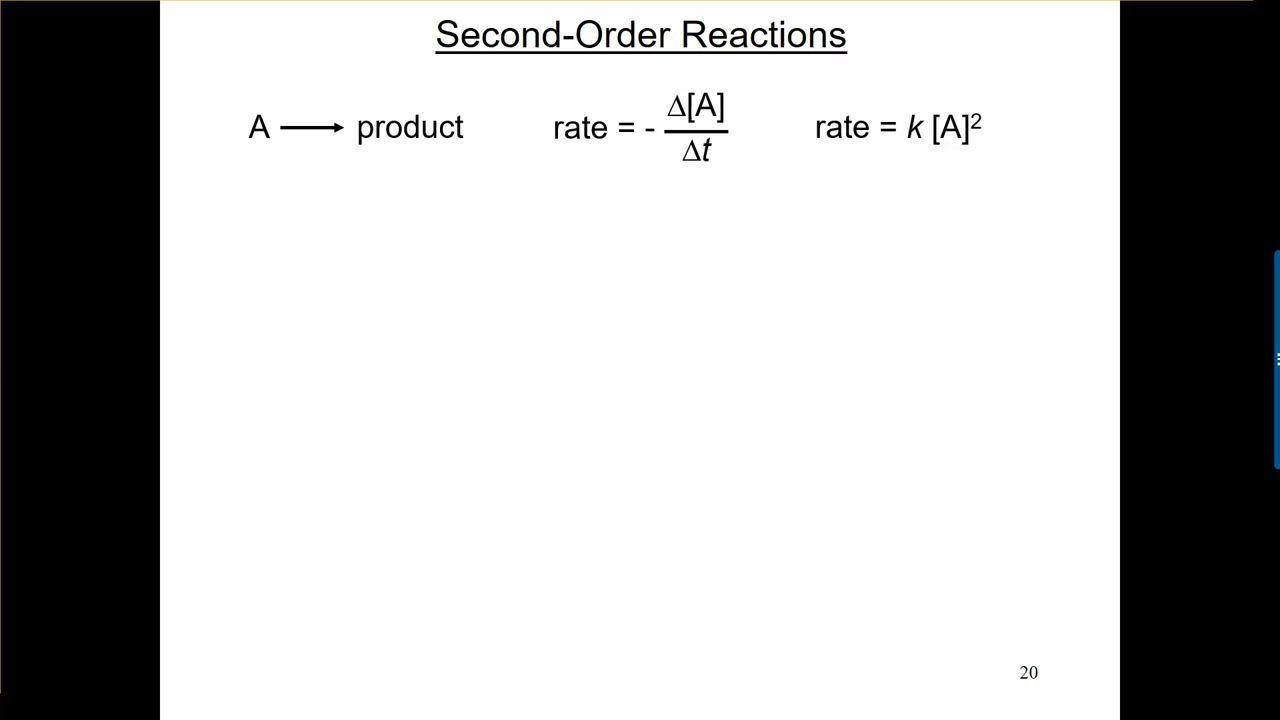 Second-Order Reactions
A ⟶ product rate = - Δ[A]/Δt rate = k [A]²
20